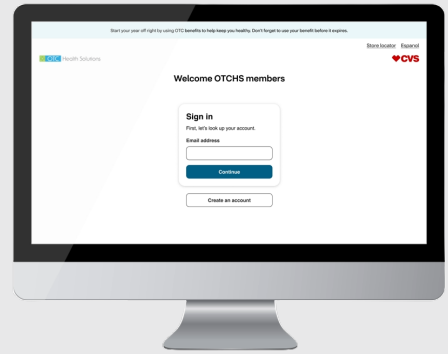 Start your year off right by using OTC benefits to help keep you healthy. Don't forget to use your benefit before it expires.
Store locator Espanol
OTC Health Solutions
CVS
Welcome OTCHS members
Sign in
First, let's look up your account.
Email address
Continue
Create an account